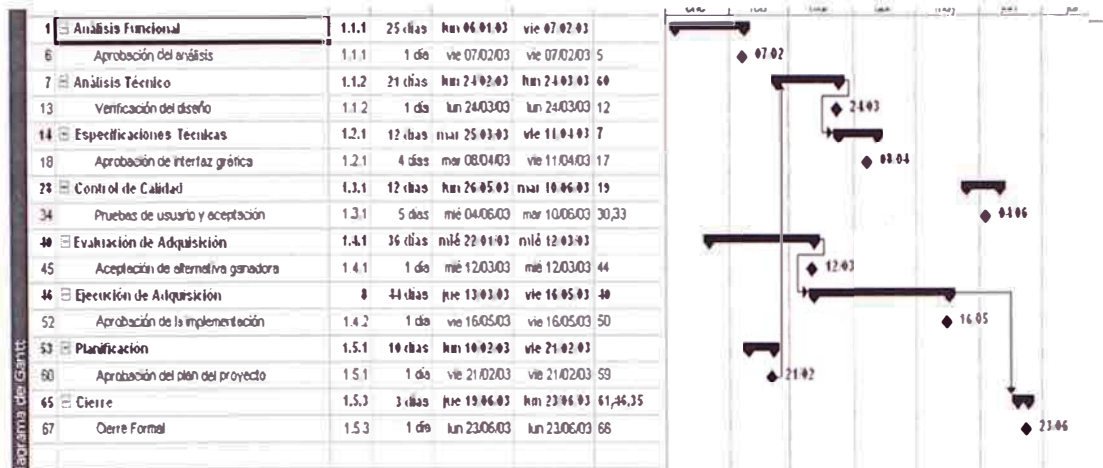 1 Análisis Funcional 1.1.1 25 días lun 06/01/03 vie 07/02/03
6 Aprobación del análisis 1.1.1 1 día vie 07/02/03 vie 07/02/03 5
07/02
7 Análisis Técnico 1.1.2 21 días lun 24/02/03 lun 24/03/03 60
13 Verificación del diseño 1.1.2 1 día lun 24/03/03 lun 24/03/03 12
24/03
14 Especificaciones Técnicas 1.2.1 12 días mar 25/03/03 vie 11/04/03 7
18 Aprobación de interfaz gráfica 1.2.1 4 días mar 08/04/03 vie 11/04/03 17
08/04
28 Control de Calidad 1.3.1 12 días lun 26/05/03 mar 10/06/03 19
34 Pruebas de usuario y aceptación 1.3.1 5 días mié 04/06/03 mar 10/06/03 30,33
04/06
40 Evaluación de Adquisición 1.4.1 36 días mié 22/01/03 mié 12/03/03
45 Aceptación de alternativa ganadora 1.4.1 1 día mié 12/03/03 mié 12/03/03 44
12/03
46 Ejecución de Adquisición 8 44 días jue 13/03/03 vie 16/05/03 40
52 Aprobación de la implementación 1.4.2 1 día vie 16/05/03 vie 16/05/03 50
16/05
53 Planificación 1.5.1 10 días lun 10/02/03 vie 21/02/03
60 Aprobación del plan del proyecto 1.5.1 1 día vie 21/02/03 vie 21/02/03 59
21/02
65 Cierre 1.5.3 3 días jue 19/06/03 lun 23/06/03 61,46,35
67 Cierre Formal 1.5.3 1 día lun 23/06/03 lun 23/06/03 66
23/06
agrama de Gantt